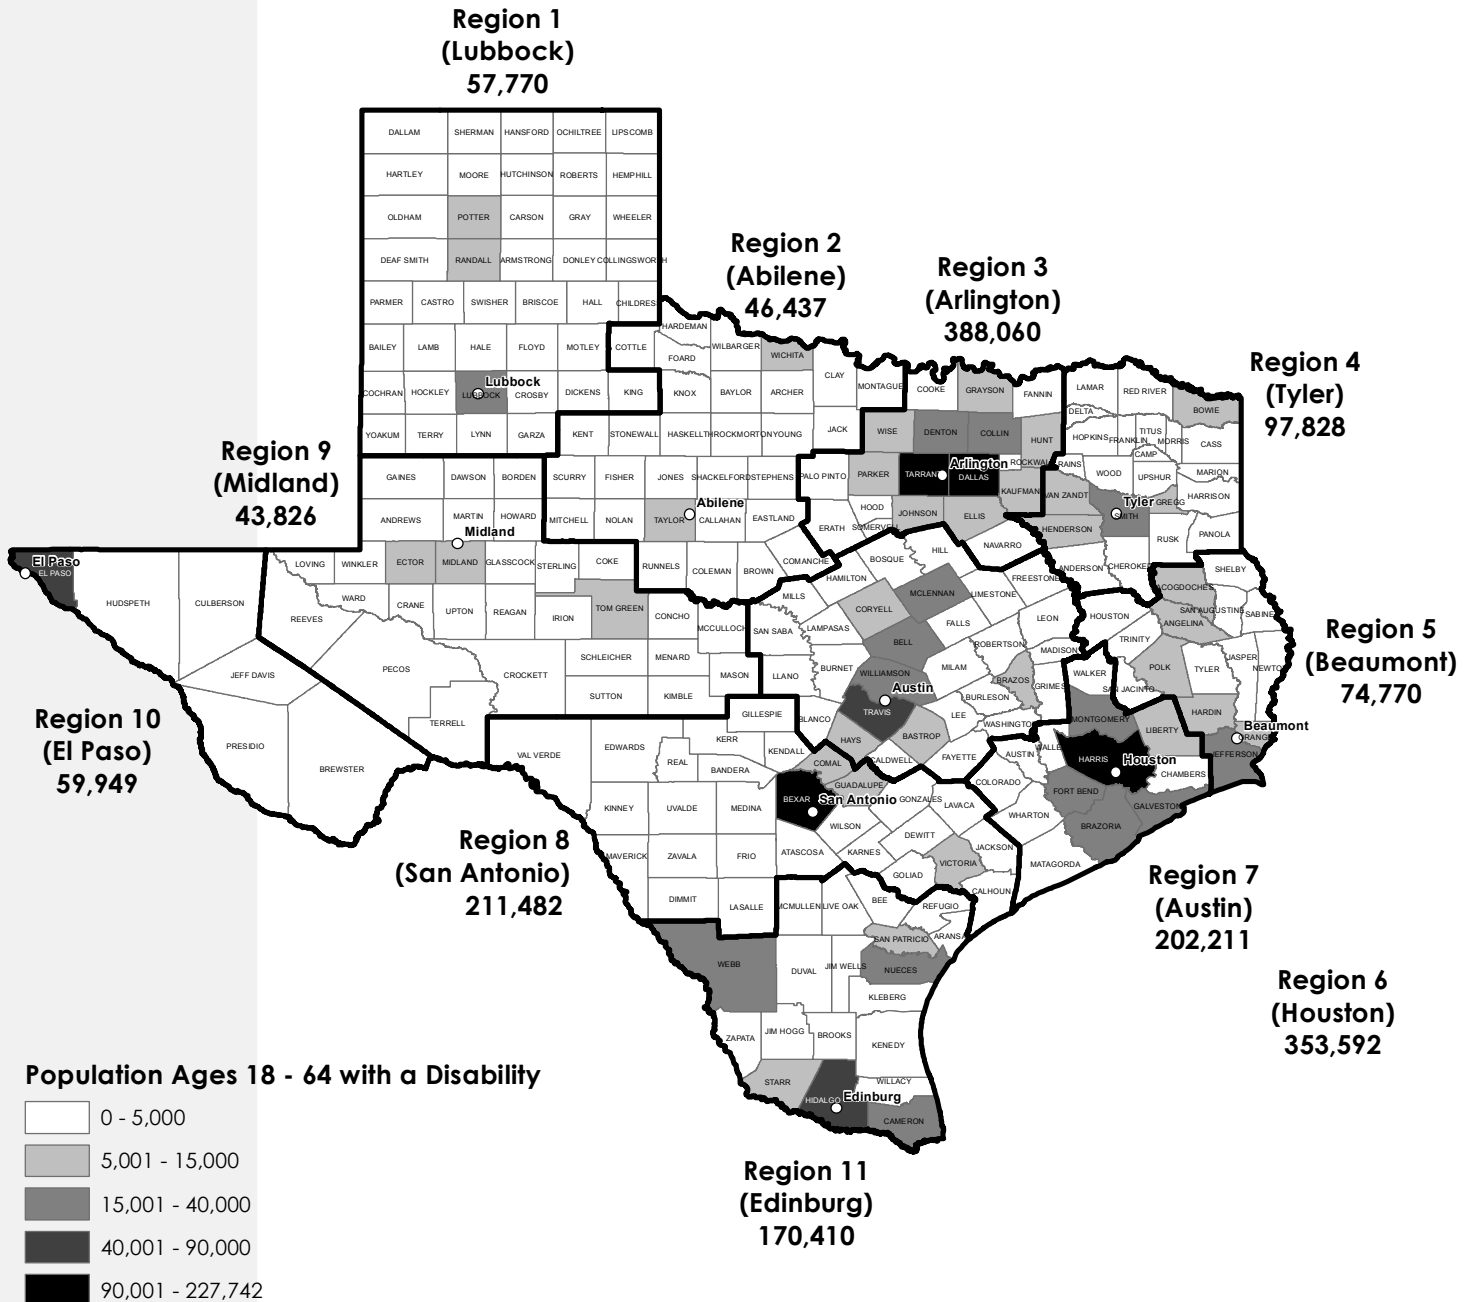 Region 1
(Lubbock)
57,770
Region 2
(Abilene)
46,437
Region 3
(Arlington)
388,060
Region 4
(Tyler)
97,828
Region 9
(Midland)
43,826
Region 5
(Beaumont)
74,770
Region 10
(El Paso)
59,949
Region 8
(San Antonio)
211,482
Region 7
(Austin)
202,211
Region 6
(Houston)
353,592
Region 11
(Edinburg)
170,410
DALLAM SHERMAN HANSFORD OCHILTREE LIPSCOMB
HARTLEY MOORE HUTCHINSON ROBERTS HEMPHILL
OLDHAM POTTER CARSON GRAY WHEELER
DEAF SMITH RANDALL ARMSTRONG DONLEY COLLINGSWORTH
PARMER CASTRO SWISHER BRISCOE HALL CHILDRESS
HARDEMAN
BAILEY LAMB HALE FLOYD MOTLEY COTTLE FOARD WILBARGER WICHITA
CLAY MONTAGUE COOKE GRAYSON FANNIN LAMAR RED RIVER BOWIE
Lubbock
COCHRAN HOCKLEY LUBBOCK CROSBY DICKENS KING KNOX BAYLOR ARCHER
DELTA TITUS
YOAKUM TERRY LYNN GARZA KENT STONEWALL HASKELL THROCKMORTON YOUNG JACK WISE DENTON COLLIN HUNT HOPKINS FRANKLIN MORRIS CASS
CAMP
GAINES DAWSON BORDEN SCURRY FISHER JONES SHACKELFORD STEPHENS PALO PINTO PARKER TARRANT Arlington DALLAS ROCKWALL RAINS WOOD UPSHUR MARION
KAUFMAN VAN ZANDT Tyler SMITH GREGG HARRISON
ANDREWS MARTIN HOWARD MITCHELL NOLAN TAYLOR Abilene CALLAHAN EASTLAND ERATH HOOD SOMERVELL JOHNSON ELLIS HENDERSON RUSK PANOLA
Midland
El Paso
EL PASO HUDSPETH CULBERSON LOVING WINKLER ECTOR MIDLAND GLASSCOCK STERLING COKE RUNNELS COLEMAN BROWN COMANCHE BOSQUE HILL NAVARRO ANDERSON CHEROKEE SHELBY
REEVES WARD CRANE UPTON REAGAN IRION TOM GREEN CONCHO MCCULLOCH MILLS HAMILTON CORYELL MCLENNAN LIMESTONE FREESTONE HOUSTON NACOGDOCHES SAN AUGUSTINE SABINE
SAN SABA LAMPASAS BELL FALLS ROBERTSON LEON MADISON TRINITY ANGELINA
JEFF DAVIS PECOS CROCKETT SCHLEICHER MENARD MASON LLANO BURNET WILLIAMSON MILAM BRAZOS GRIMES WALKER SAN JACINTO POLK TYLER JASPER NEWTON
SUTTON KIMBLE Austin TRAVIS BURLESON
PRESIDIO BREWSTER TERRELL VAL VERDE EDWARDS GILLESPIE BLANCO HAYS BASTROP LEE WASHINGTON MONTGOMERY LIBERTY HARDIN Beaumont ORANGE JEFFERSON
REAL KERR BANDERA KENDALL COMAL CALDWELL FAYETTE AUSTIN WALLER HARRIS Houston CHAMBERS
KINNEY UVALDE MEDINA BEXAR San Antonio GUADALUPE GONZALES LAVACA COLORADO FORT BEND GALVESTON
WILSON WHARTON BRAZORIA
MAVERICK ZAVALA FRIO ATASCOSA KARNES DEWITT VICTORIA JACKSON MATAGORDA
DIMMIT LASALLE MCMULLEN LIVE OAK BEE GOLIAD REFUGIO CALHOUN
WEBB DUVAL JIM WELLS SAN PATRICIO ARANSAS NUECES
KLEBERG
ZAPATA JIM HOGG BROOKS KENEDY
STARR HIDALGO Edinburg WILLACY
CAMERON
Population Ages 18 - 64 with a Disability
0 - 5,000
5,001 - 15,000
15,001 - 40,000
40,001 - 90,000
90,001 - 227,742